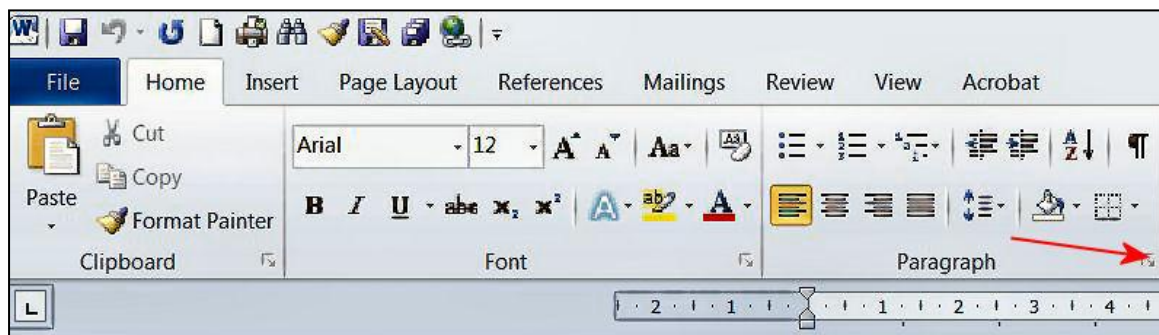 File Home Insert Page Layout References Mailings Review View Acrobat
Cut
Arial 12
Copy
Paste
Format Painter
Clipboard Font Paragraph
2 1 1 2 3 4